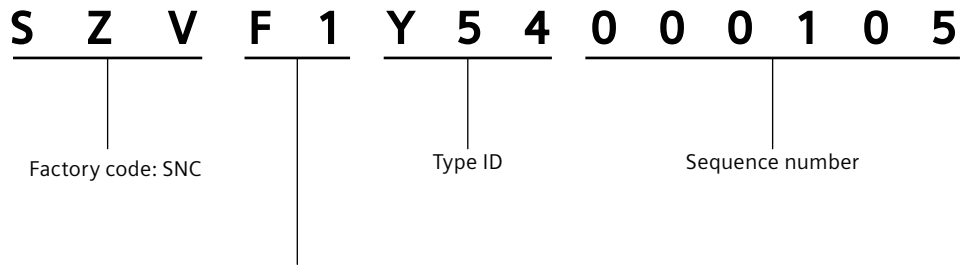 S Z V F 1 Y 5 4 0 0 0 1 0 5
Factory code: SNC
Type ID
Sequence number